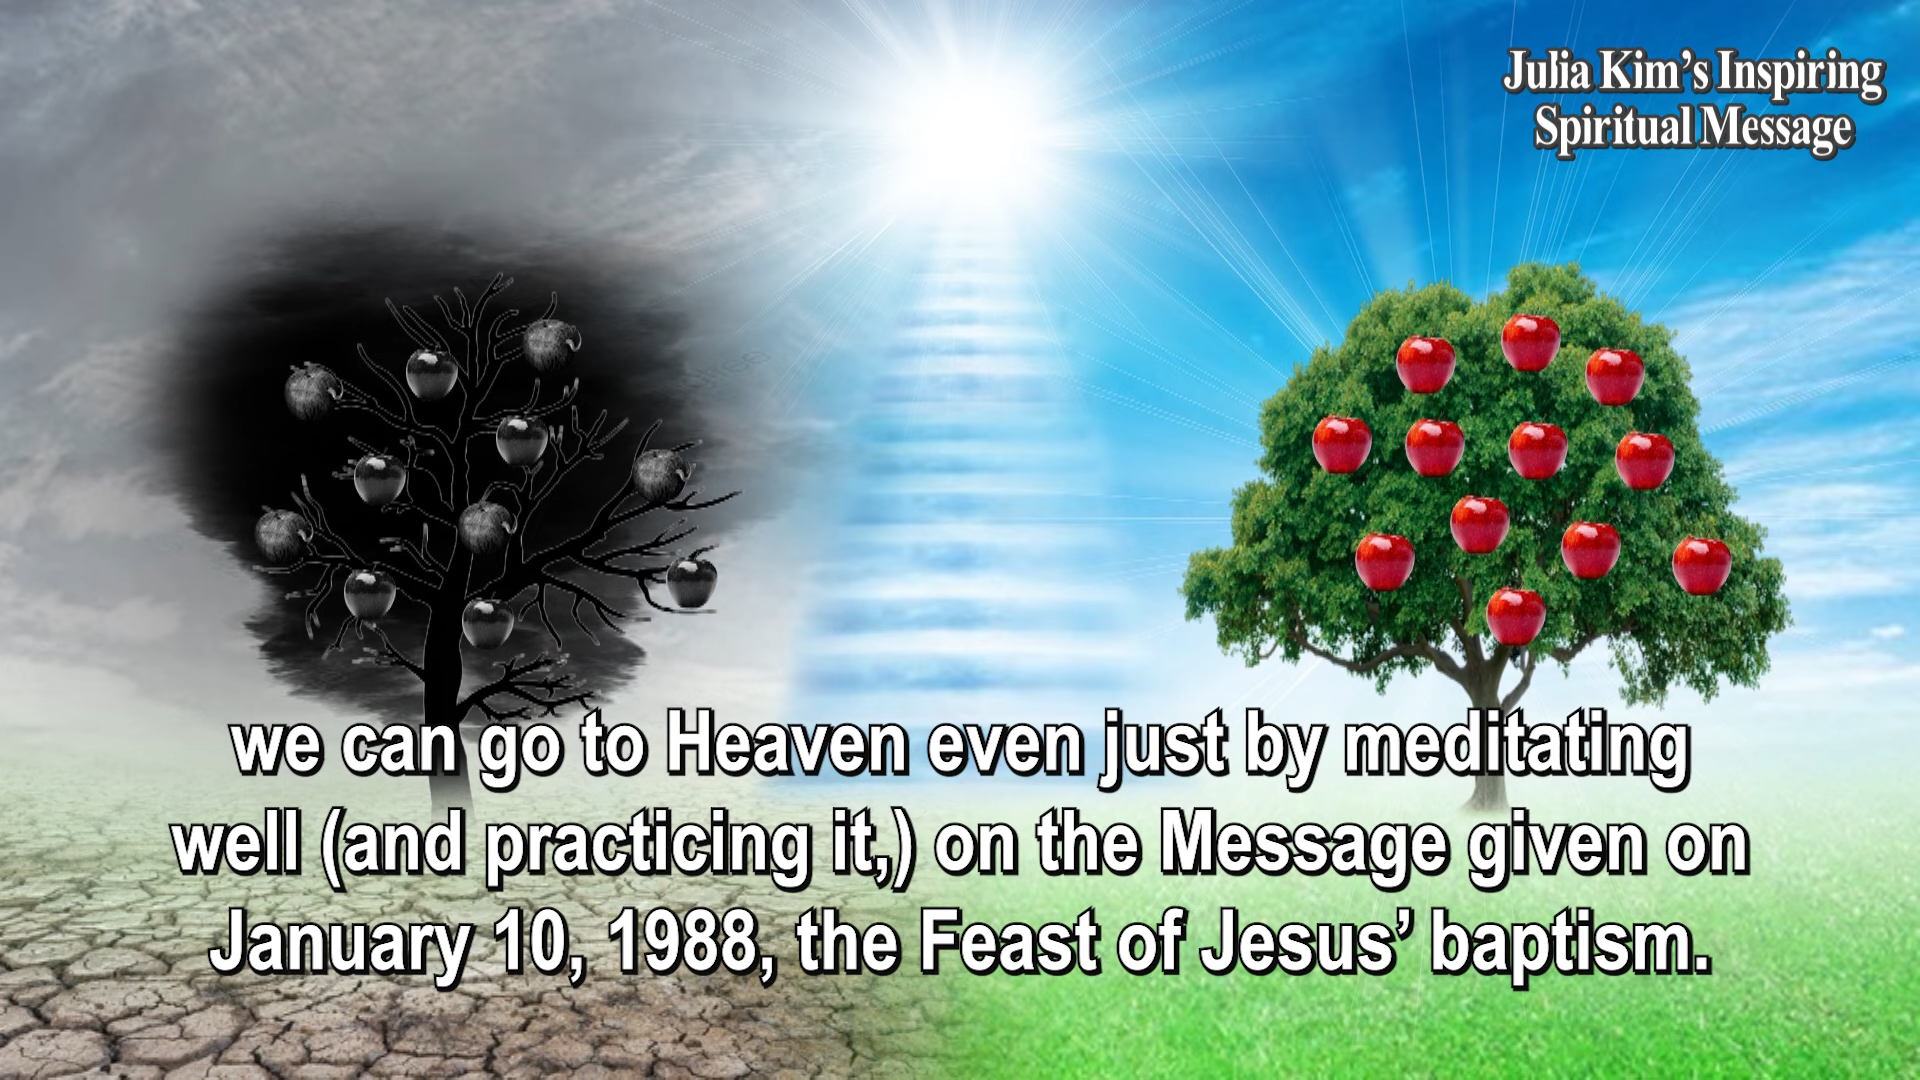 Julia Kim’s Inspiring
Spiritual Message
we can go to Heaven even just by meditating
well (and practicing it,) on the Message given on
January 10, 1988, the Feast of Jesus’ baptism.